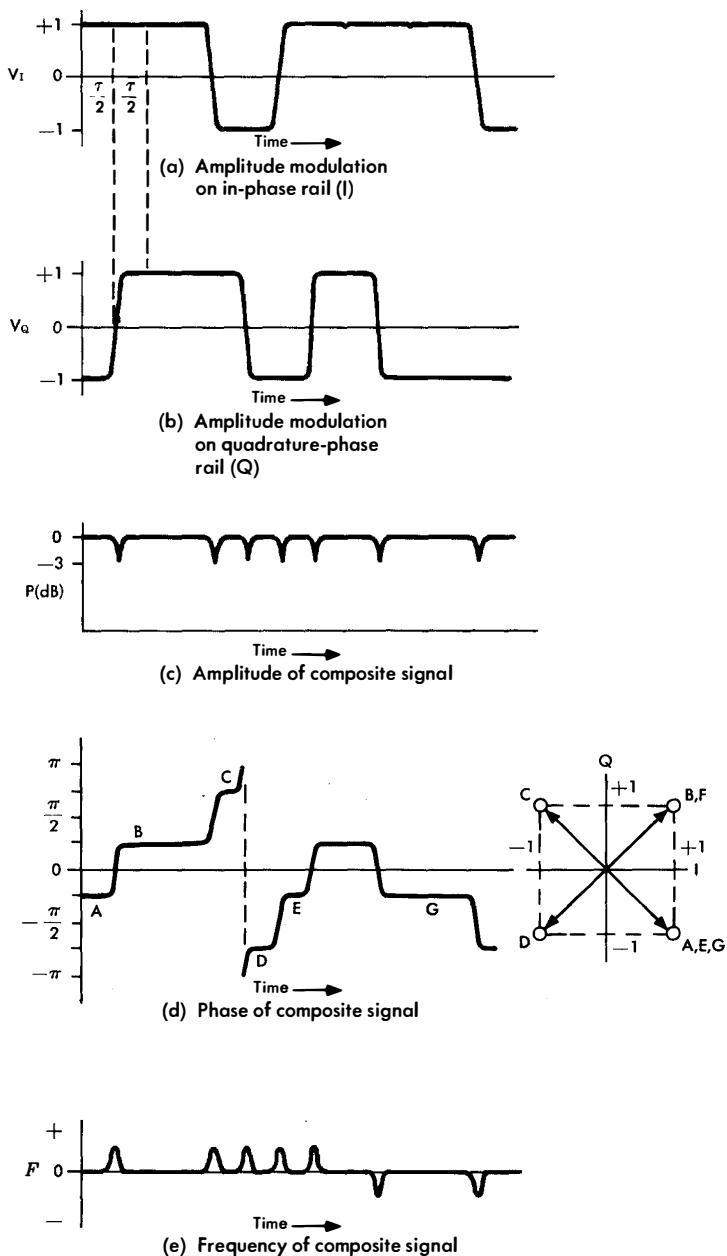 +1
V_I 0
τ/2 τ/2
−1
Time
(a) Amplitude modulation
on in-phase rail (I)
+1
V_Q 0
−1
Time
(b) Amplitude modulation
on quadrature-phase
rail (Q)
0
−3
P(dB)
Time
(c) Amplitude of composite signal
π
π/2
0
−π/2
−π
A
B
C
D
E
G
Time
(d) Phase of composite signal
Q
C +1 B,F
−1 +1
I
D −1 A,E,G
+
F 0
−
Time
(e) Frequency of composite signal